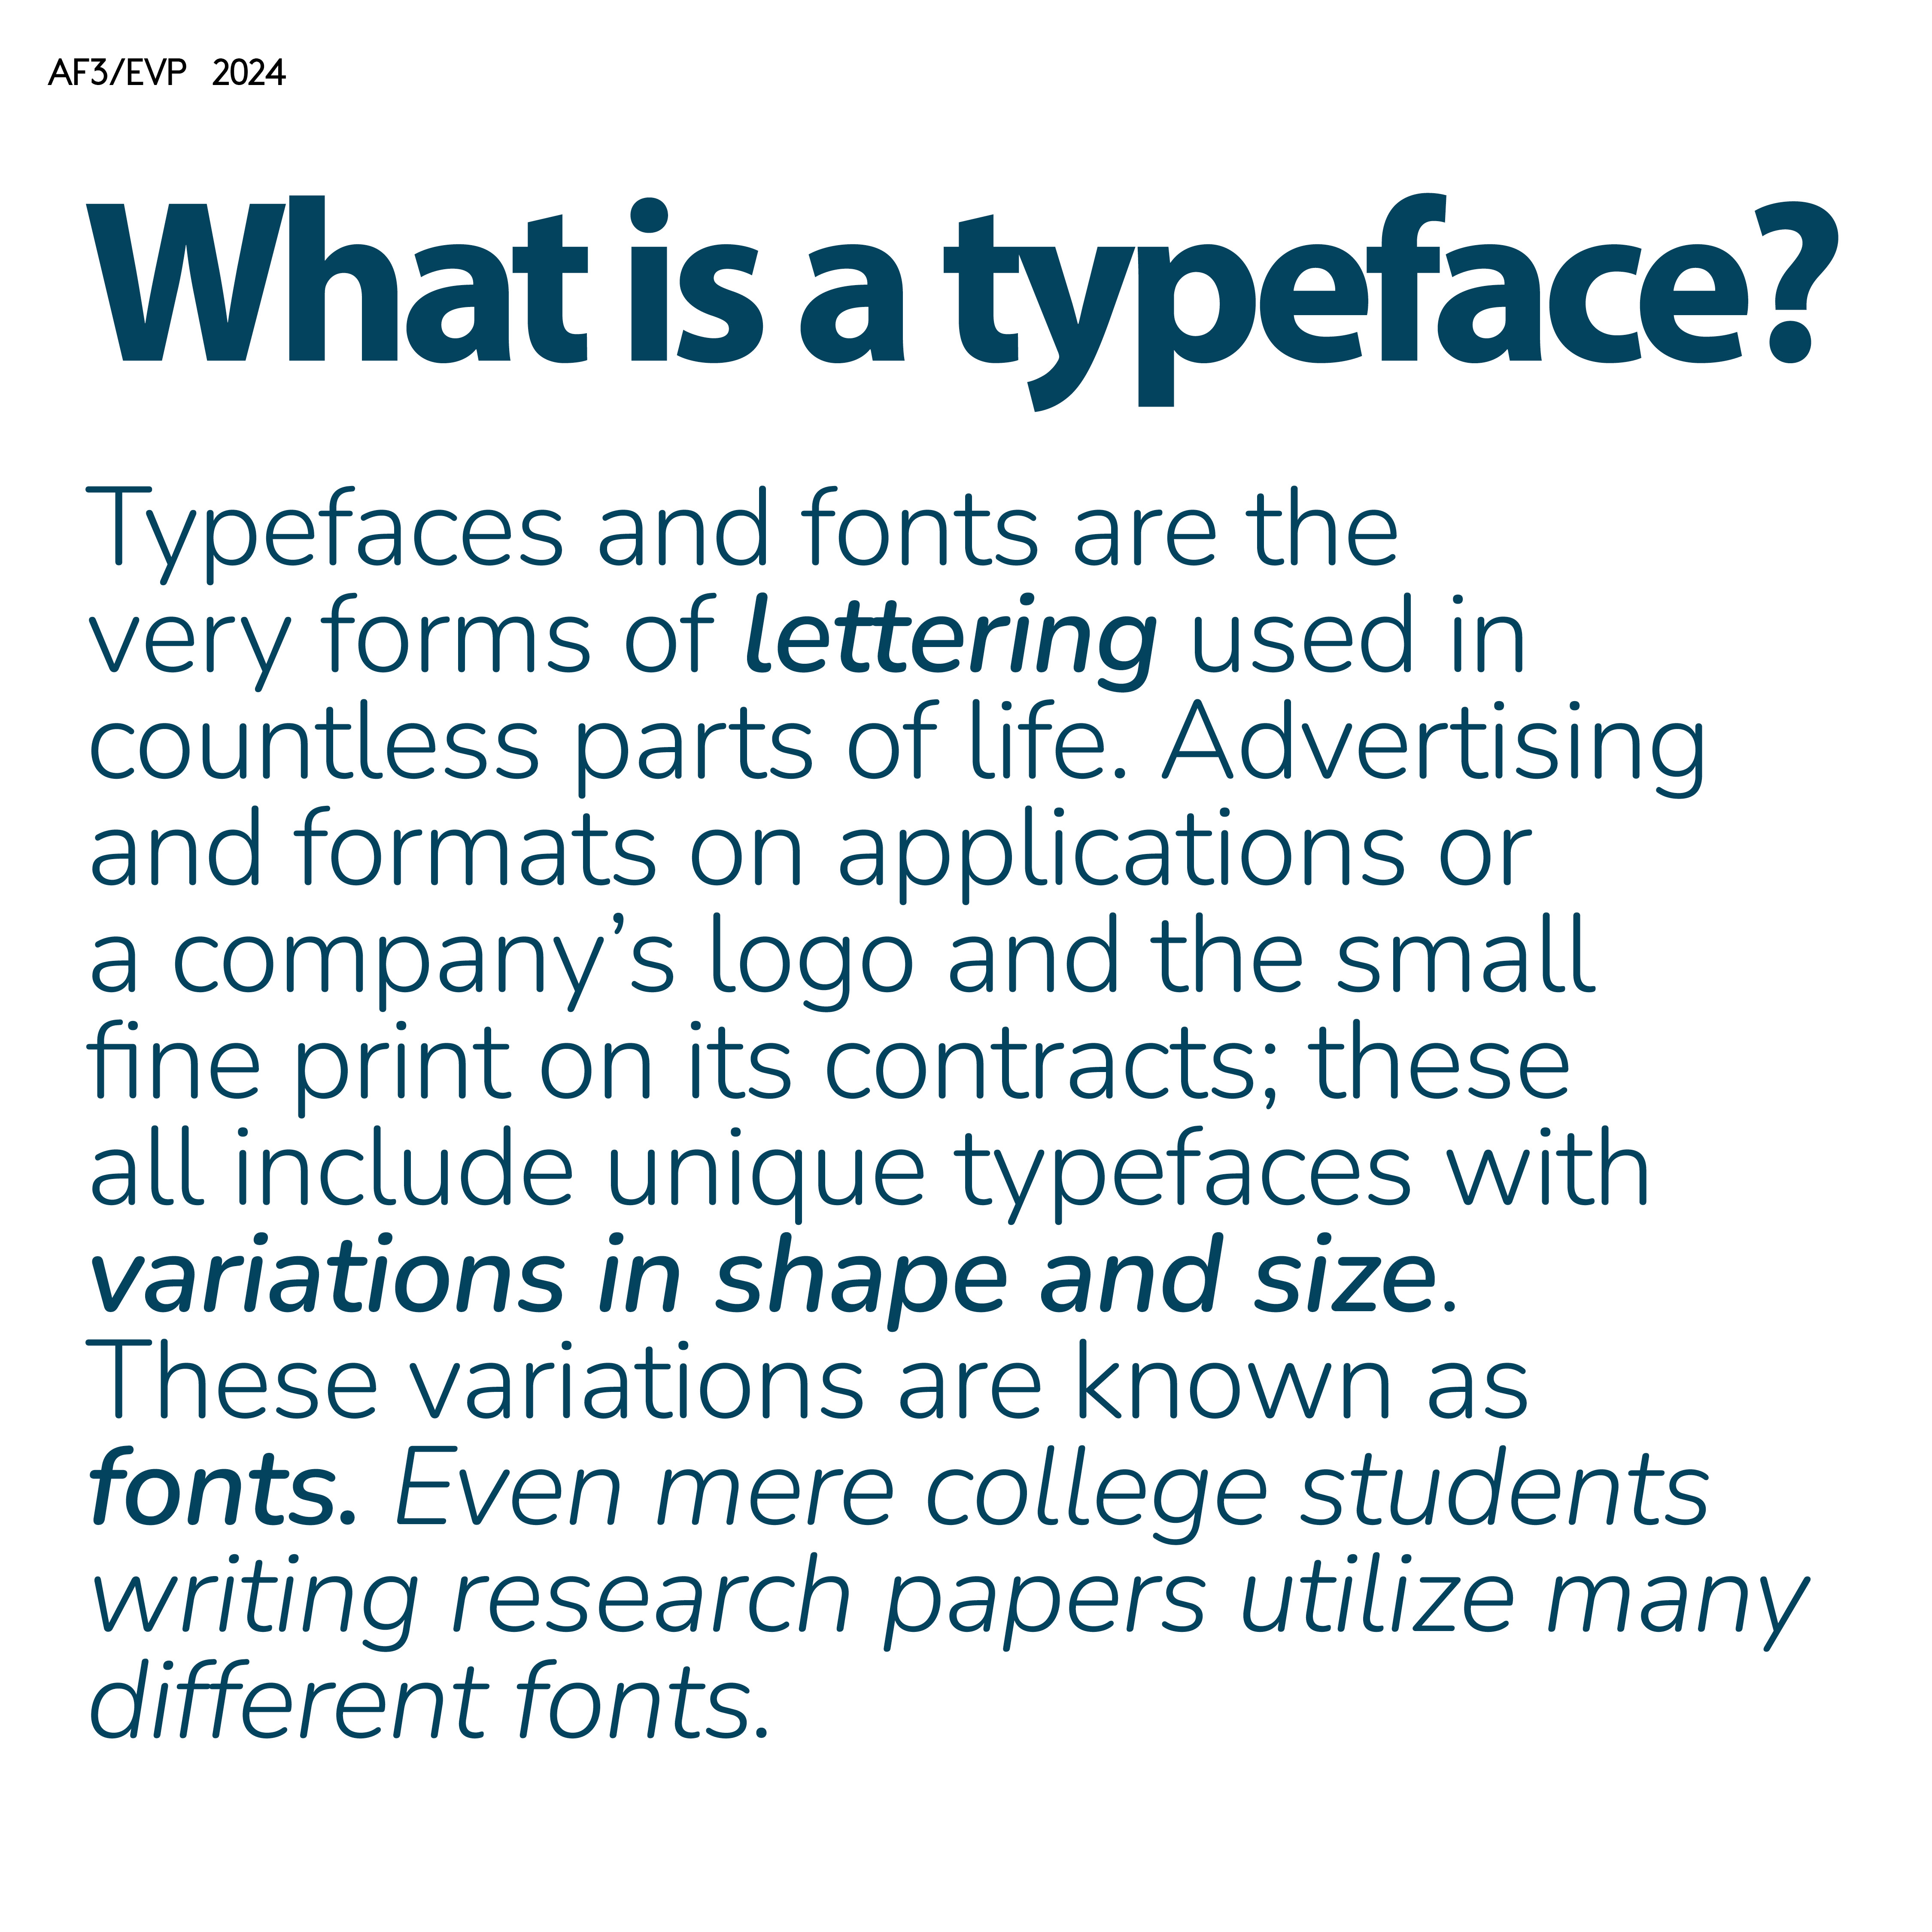 AF3/EVP 2024
What is a typeface?
Typefaces and fonts are the
very forms of lettering used in
countless parts of life. Advertising
and formats on applications or
a company’s logo and the small
fine print on its contracts; these
all include unique typefaces with
variations in shape and size.
These variations are known as
fonts. Even mere college students
writing research papers utilize many
different fonts.